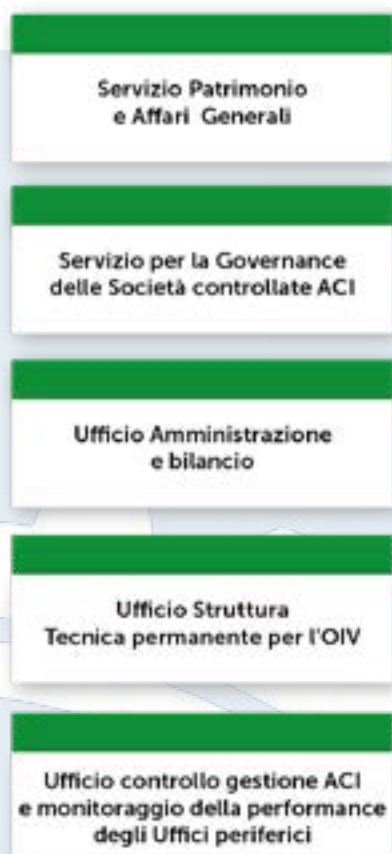 Servizio Patrimonio
e Affari Generali
Servizio per la Governance
delle Società controllate ACI
Ufficio Amministrazione
e bilancio
Ufficio Struttura
Tecnica permanente per l'OIV
Ufficio controllo gestione ACI
e monitoraggio della performance
degli Uffici periferici